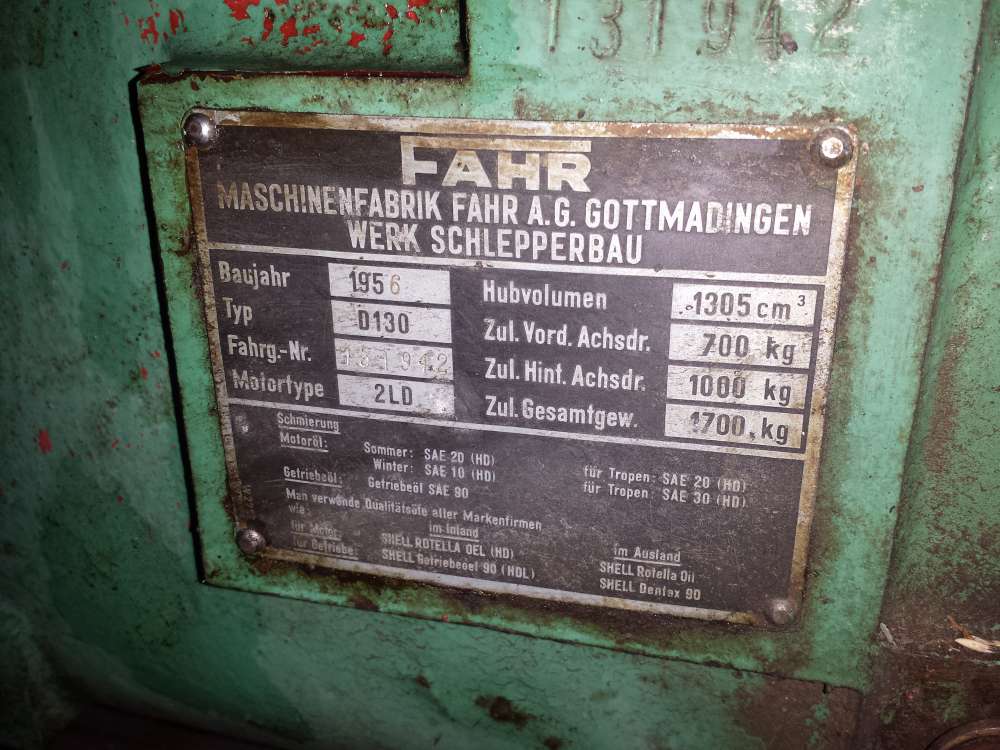 131942
FAHR
MASCHINENFABRIK FAHR A.G. GOTTMADINGEN
WERK SCHLEPPERBAU
Baujahr 1956
Typ D130
Fahrg.-Nr. 131942
Motortype 2LD
Hubvolumen 1305 cm³
Zul. Vord. Achsdr. 700 kg
Zul. Hint. Achsdr. 1000 kg
Zul. Gesamtgew. 1700 kg
Schmierung
Motoröl: Sommer: SAE 20 (HD) für Tropen: SAE 20 (HD)
Winter: SAE 10 (HD) für Tropen: SAE 30 (HD)
Getriebeöl: Getriebeöl SAE 90
Man verwende Qualitätsöle aller Markenfirmen
wie: im Inland im Ausland
für Motor: SHELL ROTELLA OEL (HD) SHELL Rotella Oil
für Getriebe: SHELL Getriebeoel 90 (HDL) SHELL Dentax 90